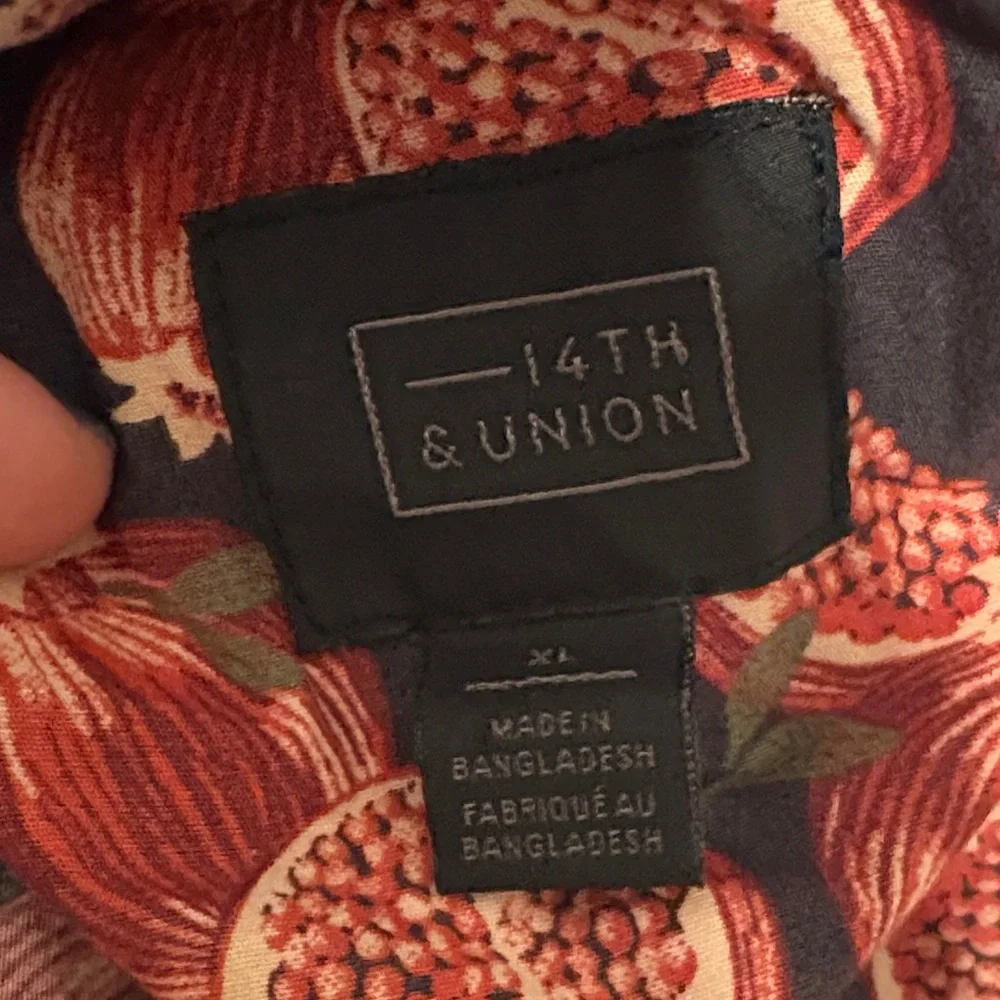 14TH
& UNION
XL
MADE IN
BANGLADESH
FABRIQUÉ AU
BANGLADESH